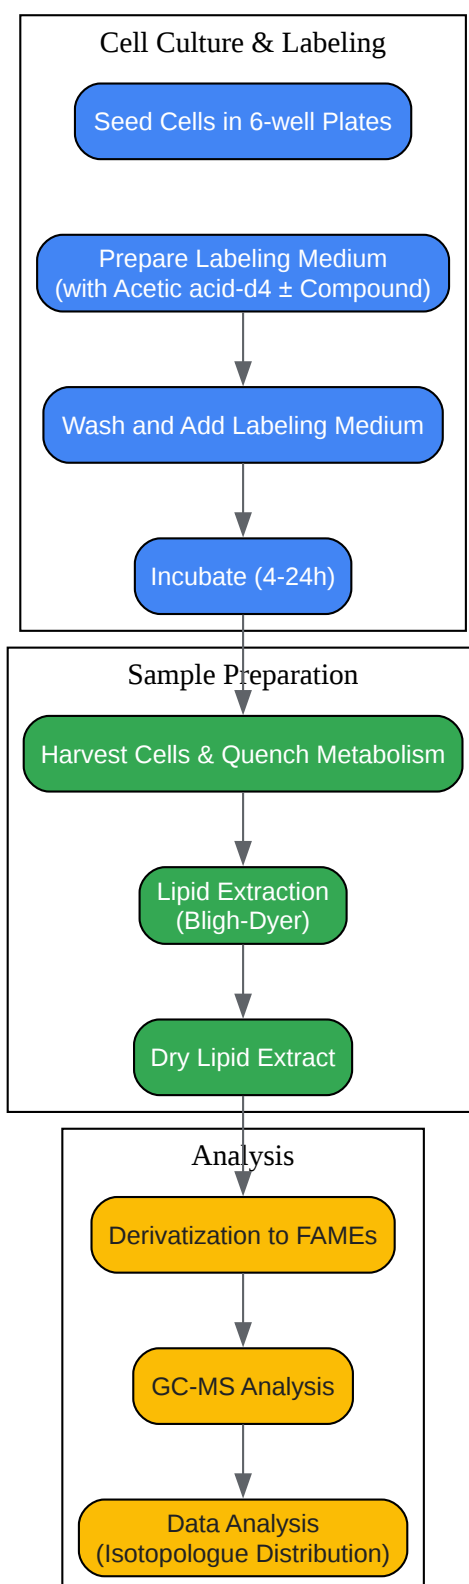 Cell Culture & Labeling
Seed Cells in 6-well Plates
Prepare Labeling Medium
(with Acetic acid-d4 ± Compound)
Wash and Add Labeling Medium
Incubate (4-24h)
Sample Preparation
Harvest Cells & Quench Metabolism
Lipid Extraction
(Bligh-Dyer)
Dry Lipid Extract
Analysis
Derivatization to FAMEs
GC-MS Analysis
Data Analysis
(Isotopologue Distribution)